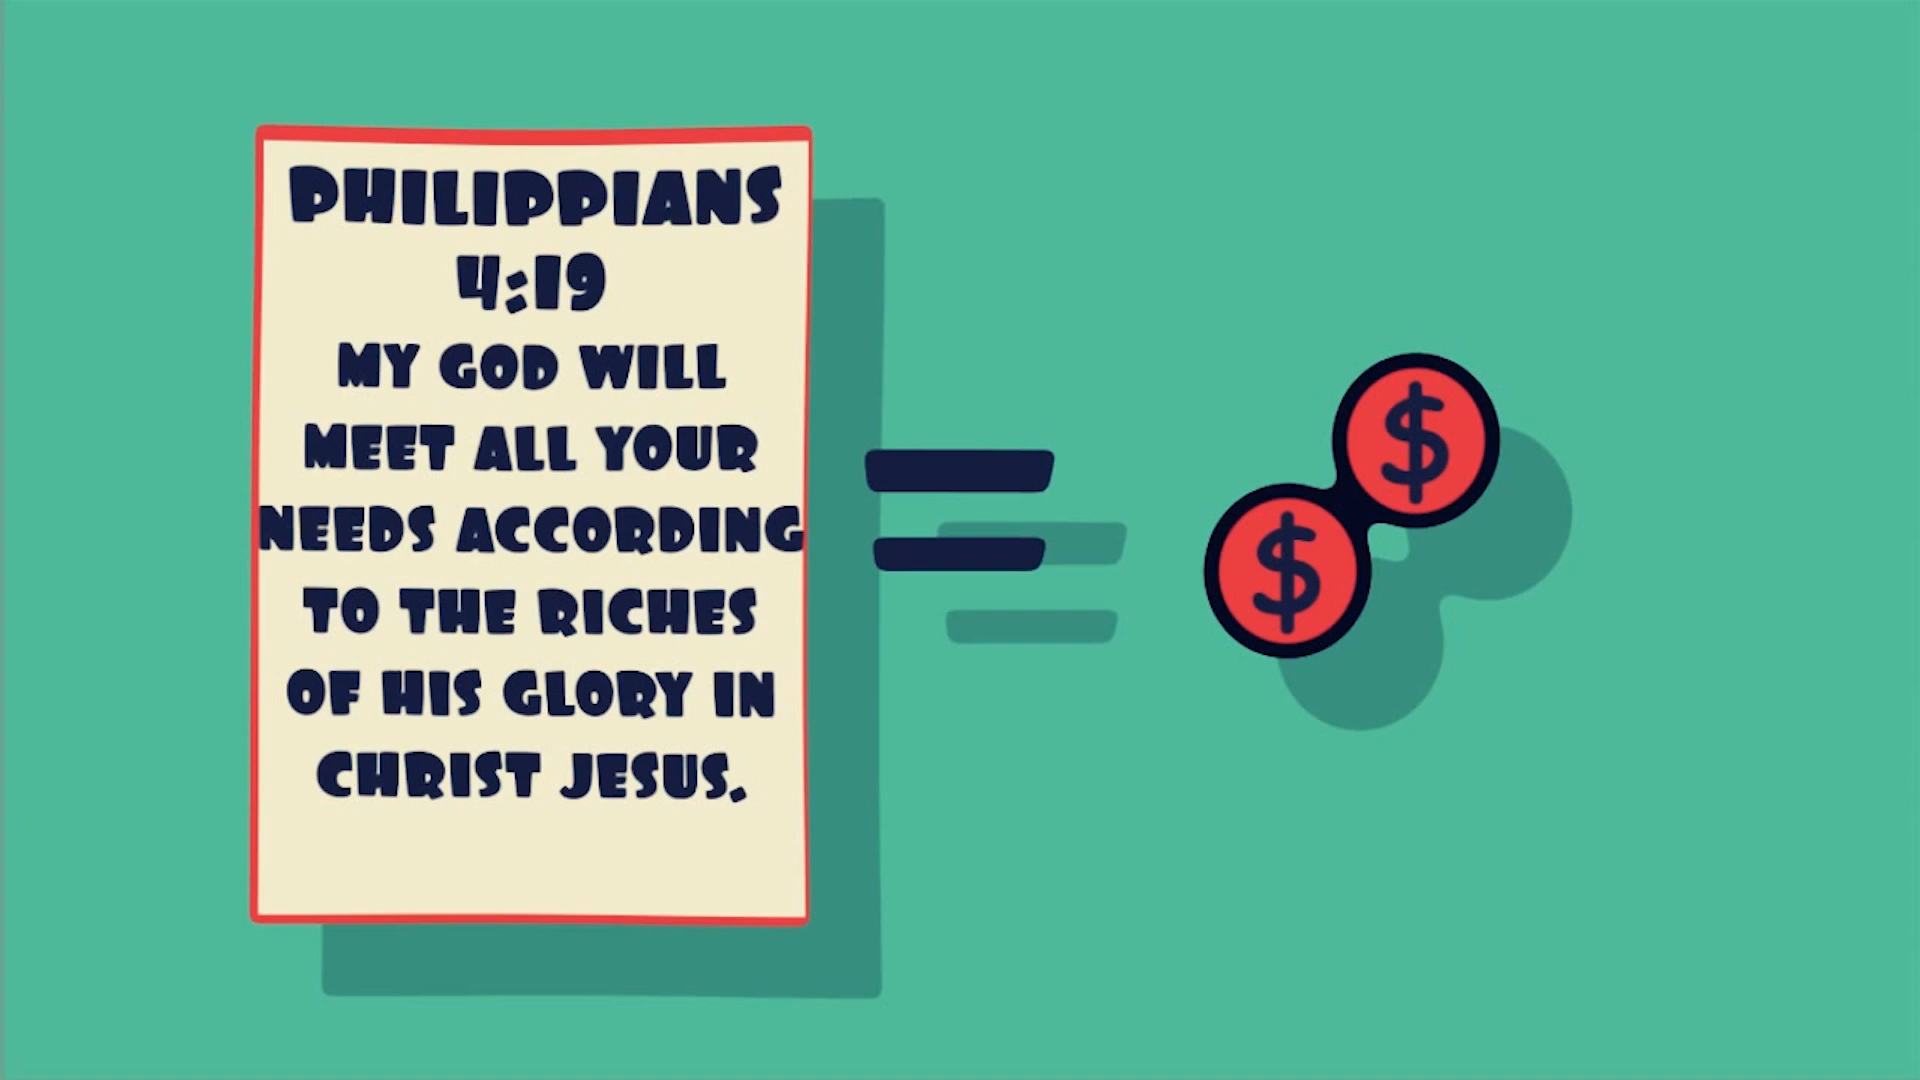 PHILIPPIANS
4:19
MY GOD WILL
MEET ALL YOUR
NEEDS ACCORDING
TO THE RICHES
OF HIS GLORY IN
CHRIST JESUS.
=
$
$